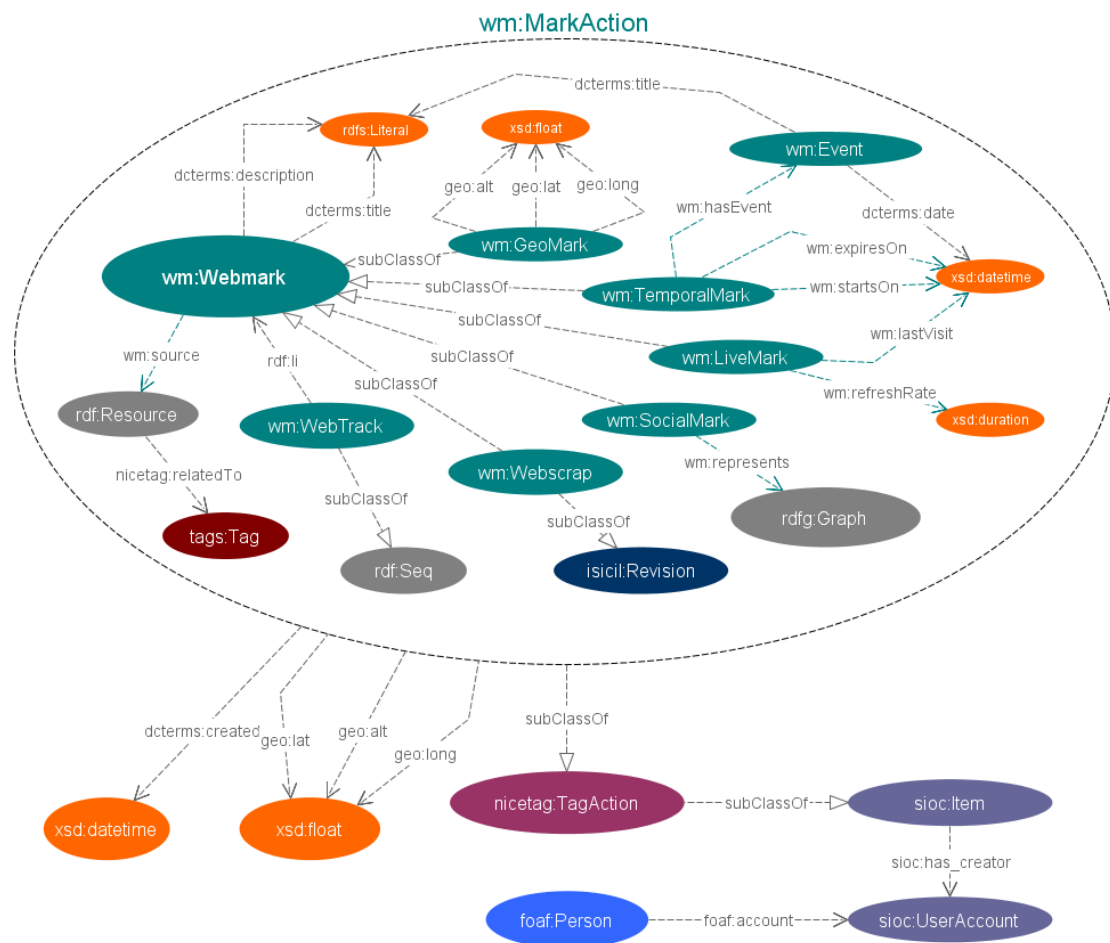 wm:MarkAction
dcterms:title
rdfs:Literal
xsd:float
wm:Event
dcterms:description
geo:alt
geo:lat
geo:long
dcterms:title
wm:hasEvent
dcterms:date
wm:GeoMark
wm:expiresOn
subClassOf
wm:Webmark
xsd:datetime
subClassOf
wm:TemporalMark
wm:startsOn
subClassOf
wm:lastVisit
wm:source
rdf:li
subClassOf
wm:LiveMark
subClassOf
wm:refreshRate
rdf:Resource
wm:WebTrack
wm:SocialMark
xsd:duration
nicetag:relatedTo
wm:Webscrap
wm:represents
subClassOf
subClassOf
rdfg:Graph
tags:Tag
rdf:Seq
isicil:Revision
subClassOf
dcterms:created
geo:lat
geo:alt
geo:long
nicetag:TagAction
subClassOf
sioc:Item
xsd:datetime
xsd:float
sioc:has_creator
foaf:Person
foaf:account
sioc:UserAccount